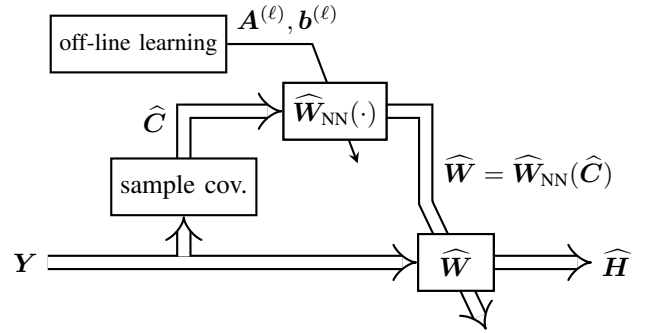 A^(ℓ), b^(ℓ)
off-line learning
Ĉ
Ŵ_NN(·)
sample cov.
Ŵ = Ŵ_NN(Ĉ)
Y
Ŵ
Ĥ